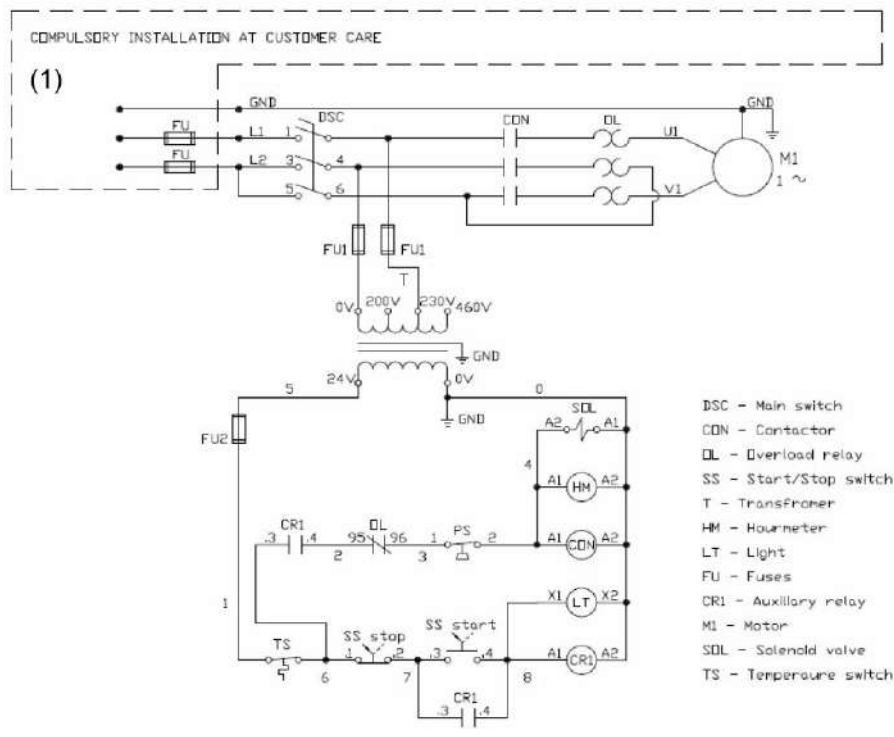 COMPULSORY INSTALLATION AT CUSTOMER CARE
(1)
GND GND
FU L1 1 DSC 2 CON OL U1
FU L2 3 4 M1
5 6 V1 1 ~
FU1 FU1
T
0V 200V 230V 460V
GND
24V 0V
5 0
GND
FU2
SOL
A2 A1
4
A1 HM A2
CR1 OL PS
.3 .4 95 96 1 2 A1 CON A2
2 3
1
X1 LT X2
TS SS stop SS start
.1 .2 .3 .4 A1 CR1 A2
6 7 8
CR1
.3 .4
DSC - Main switch
CON - Contactor
OL - Overload relay
SS - Start/Stop switch
T - Transfromer
HM - Hourmeter
LT - Light
FU - Fuses
CR1 - Auxillary relay
M1 - Motor
SOL - Solenoid valve
TS - Temperaure switch